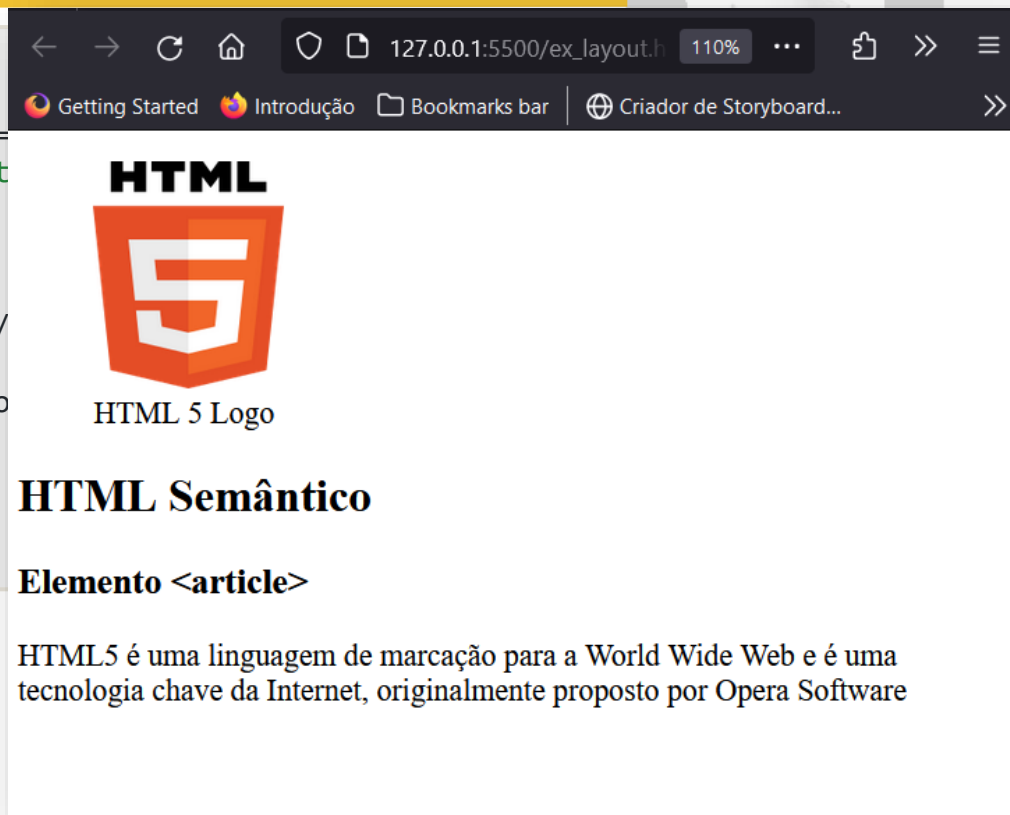 127.0.0.1:5500/ex_layout.h 110%
Getting Started Introdução Bookmarks bar Criador de Storyboard...
HTML
5
HTML 5 Logo
HTML Semântico
Elemento <article>
HTML5 é uma linguagem de marcação para a World Wide Web e é uma
tecnologia chave da Internet, originalmente proposto por Opera Software